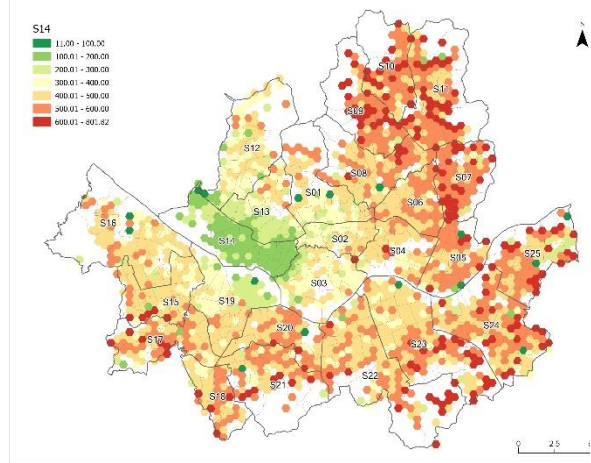 S14
11.00 - 100.00
100.01 - 200.00
200.01 - 300.00
300.01 - 400.00
400.01 - 500.00
500.01 - 600.00
600.01 - 801.82
S10
S11
S09
S12
S08
S07
S01
S06
S13
S16
S14
S02
S04
S05
S25
S03
S15
S19
S17
S20
S24
S23
S22
S21
S18
0 2.5